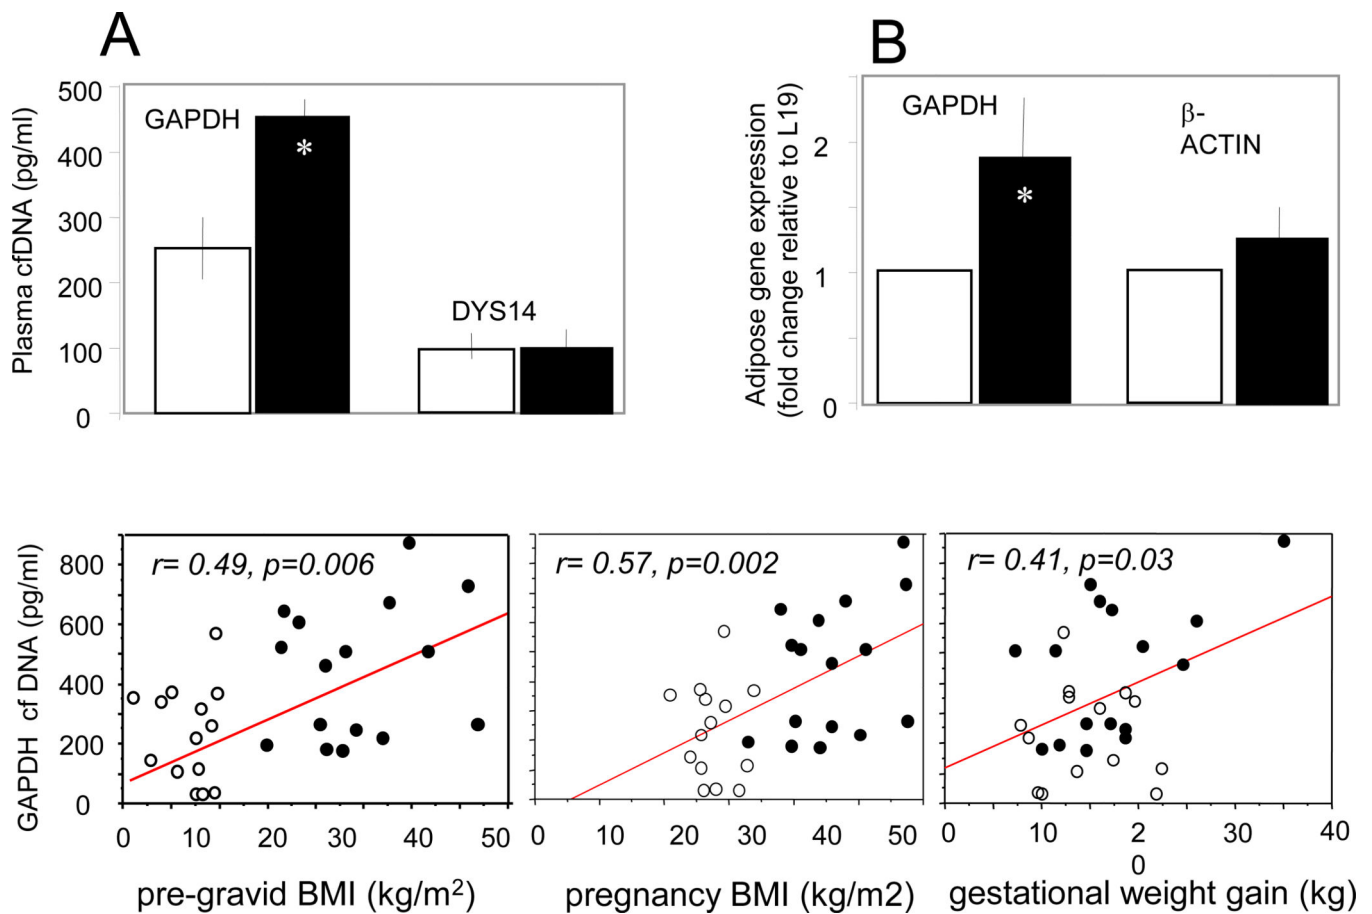 A
Plasma cfDNA (pg/ml)
500
400
300
200
100
0
GAPDH
*
DYS14
B
Adipose gene expression
(fold change relative to L19)
2
1
0
GAPDH
*
β-
ACTIN
GAPDH cf DNA (pg/ml)
800
600
400
200
0
r= 0.49, p=0.006
0 10 20 30 40 50
pre-gravid BMI (kg/m²)
r= 0.57, p=0.002
0 10 20 30 40 50
pregnancy BMI (kg/m2)
r= 0.41, p=0.03
0 10 2 30 40
0
gestational weight gain (kg)